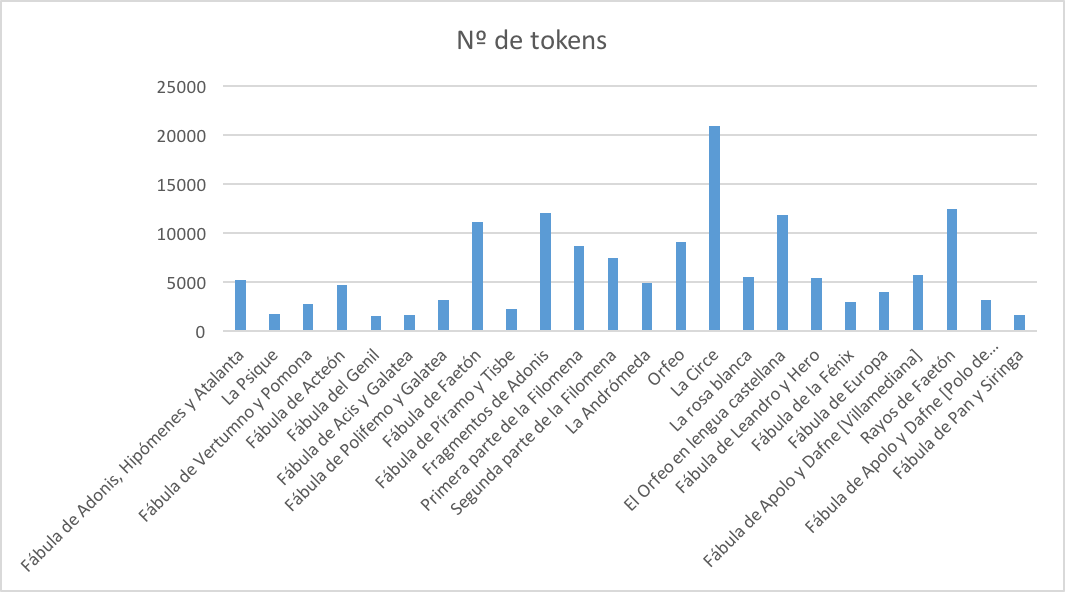 Nº de tokens
25000
20000
15000
10000
5000
0
Fábula de Adonis, Hipómenes y Atalanta
La Psique
Fábula de Vertumno y Pomona
Fábula de Acteón
Fábula del Genil
Fábula de Acis y Galatea
Fábula de Polifemo y Galatea
Fábula de Faetón
Fábula de Píramo y Tisbe
Fragmentos de Adonis
Primera parte de la Filomena
Segunda parte de la Filomena
La Andrómeda
Orfeo
La Circe
La rosa blanca
El Orfeo en lengua castellana
Fábula de Leandro y Hero
Fábula de la Fénix
Fábula de Europa
Fábula de Apolo y Dafne [Villamediana]
Rayos de Faetón
Fábula de Apolo y Dafne [Polo de...
Fábula de Pan y Siringa